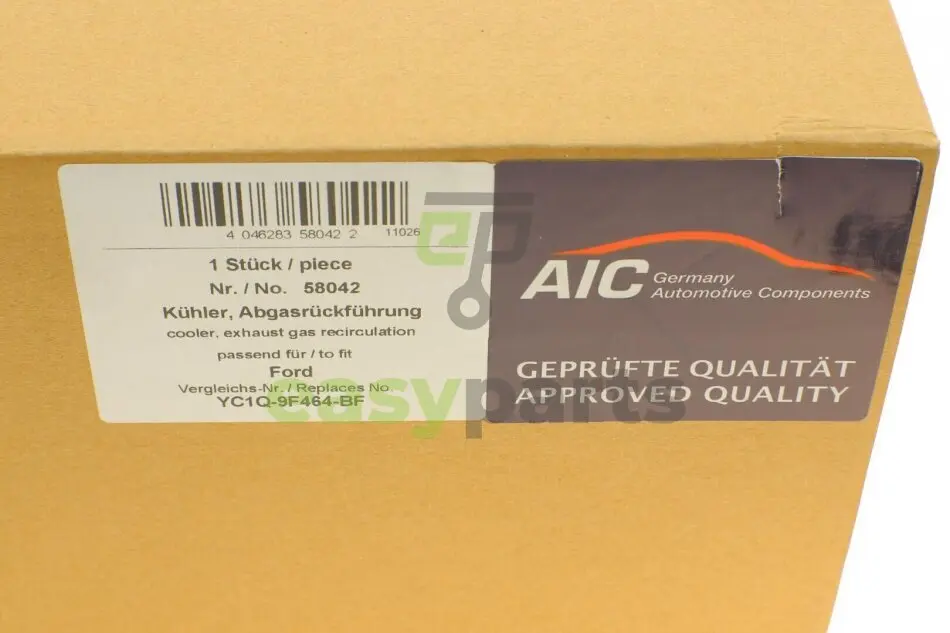 4 046283 58042 2 11026
1 Stück / piece
Nr. / No. 58042
Kühler, Abgasrückführung
cooler, exhaust gas recirculation
passend für / to fit
Ford
Vergleichs-Nr. / Replaces No.
YC1Q-9F464-BF
AIC Germany
Automotive Components
GEPRÜFTE QUALITÄT
APPROVED QUALITY
ep
easyparts